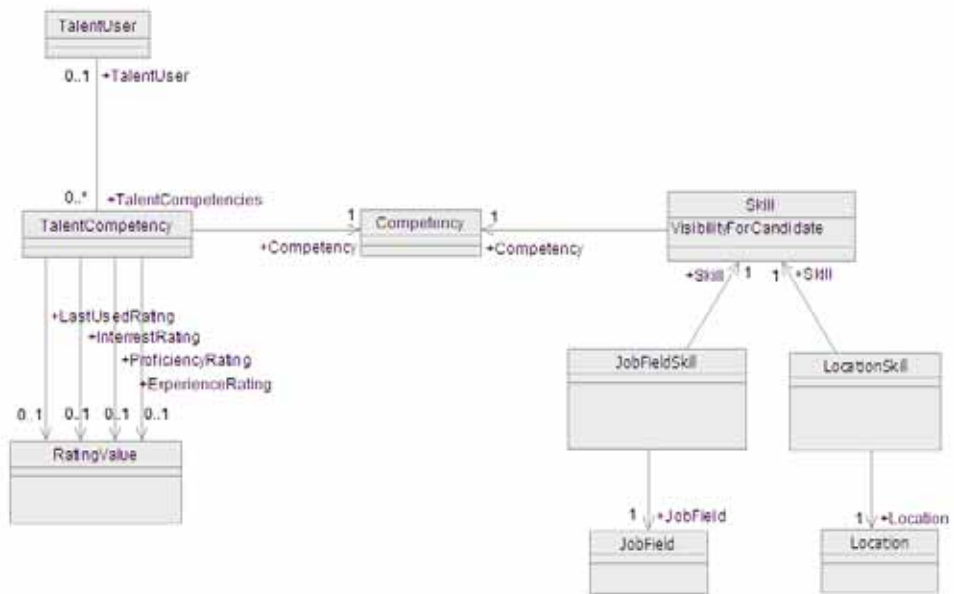 TalentUser
0..1 +TalentUser
0..* +TalentCompetencies
TalentCompetency
1
+Competency
Competency
1
+Competency
Skill
VisibilityForCandidate
+Skill 1
1 +Skill
+LastUsedRating
+InterrestRating
+ProficiencyRating
+ExperienceRating
0..1 0..1 0..1 0..1
RatingValue
JobFieldSkill
LocationSkill
1 +JobField
1 +Location
JobField
Location